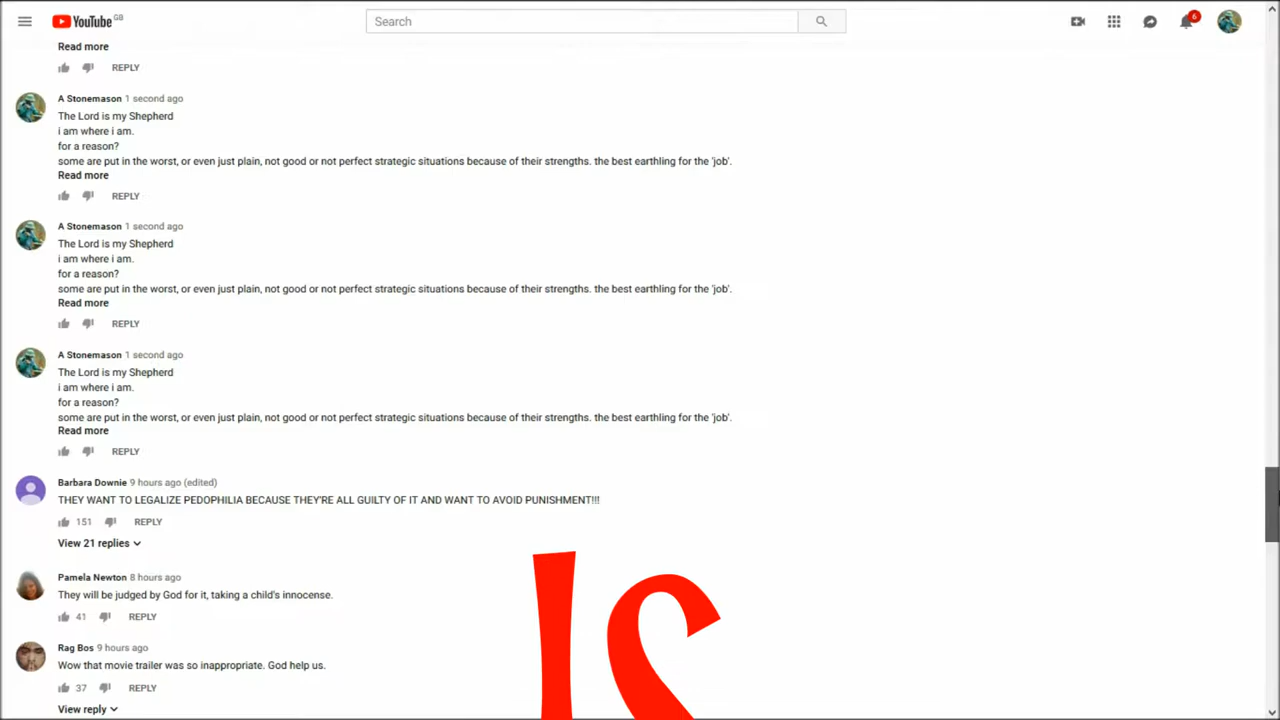 YouTube GB
Search
6
Read more
REPLY
A Stonemason 1 second ago
The Lord is my Shepherd
i am where i am.
for a reason?
some are put in the worst, or even just plain, not good or not perfect strategic situations because of their strengths. the best earthling for the 'job'.
Read more
REPLY
A Stonemason 1 second ago
The Lord is my Shepherd
i am where i am.
for a reason?
some are put in the worst, or even just plain, not good or not perfect strategic situations because of their strengths. the best earthling for the 'job'.
Read more
REPLY
A Stonemason 1 second ago
The Lord is my Shepherd
i am where i am.
for a reason?
some are put in the worst, or even just plain, not good or not perfect strategic situations because of their strengths. the best earthling for the 'job'.
Read more
REPLY
Barbara Downie 9 hours ago (edited)
THEY WANT TO LEGALIZE PEDOPHILIA BECAUSE THEY'RE ALL GUILTY OF IT AND WANT TO AVOID PUNISHMENT!!!
151 REPLY
View 21 replies
Pamela Newton 8 hours ago
They will be judged by God for it, taking a child's innocense.
41 REPLY
Rag Bos 9 hours ago
Wow that movie trailer was so inappropriate. God help us.
37 REPLY
View reply
IS